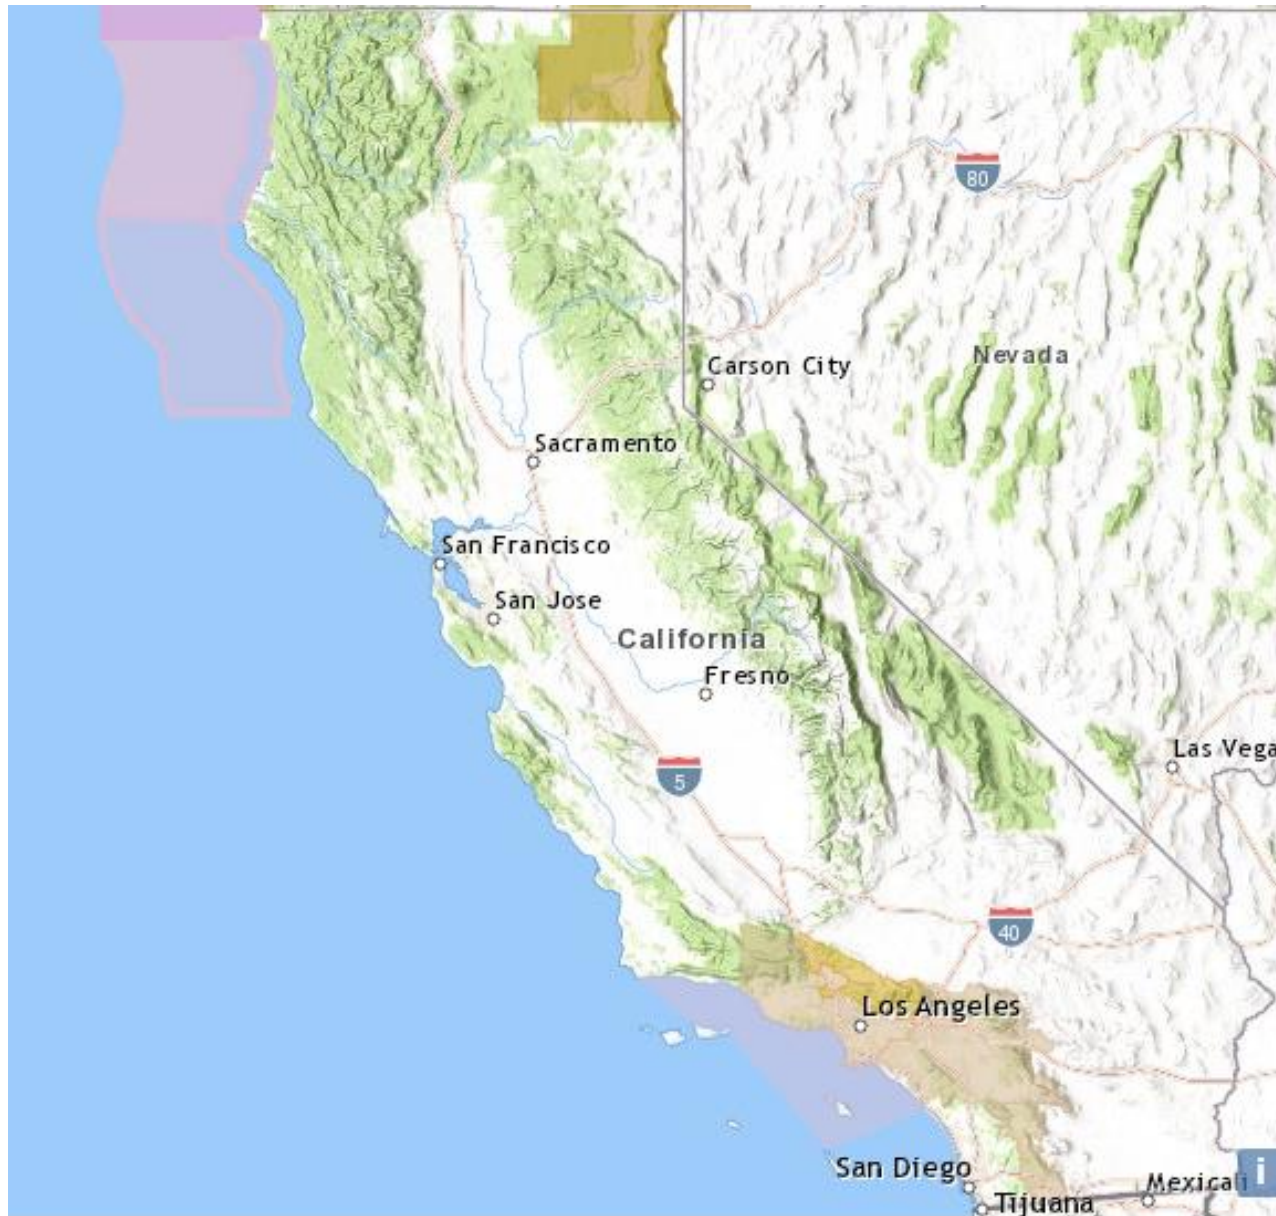 80
Nevada
Carson City
Sacramento
San Francisco
San Jose
California
Fresno
Las Vega
5
40
Los Angeles
San Diego
Mexicali
i
Tijuana